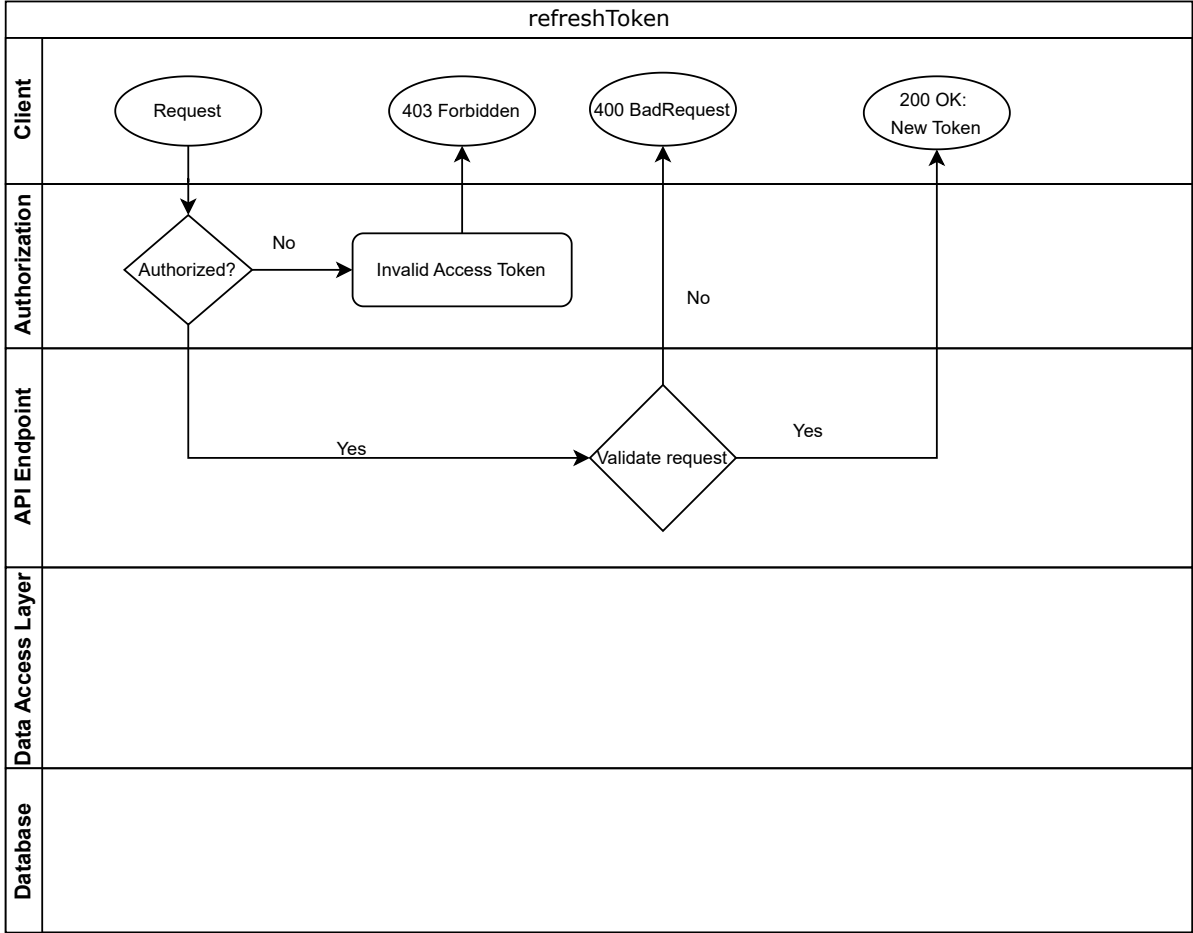 refreshToken
Client
Request
403 Forbidden
400 BadRequest
200 OK:
New Token
Authorization
Authorized?
No
Invalid Access Token
No
API Endpoint
Yes
Validate request
Yes
Data Access Layer
Database